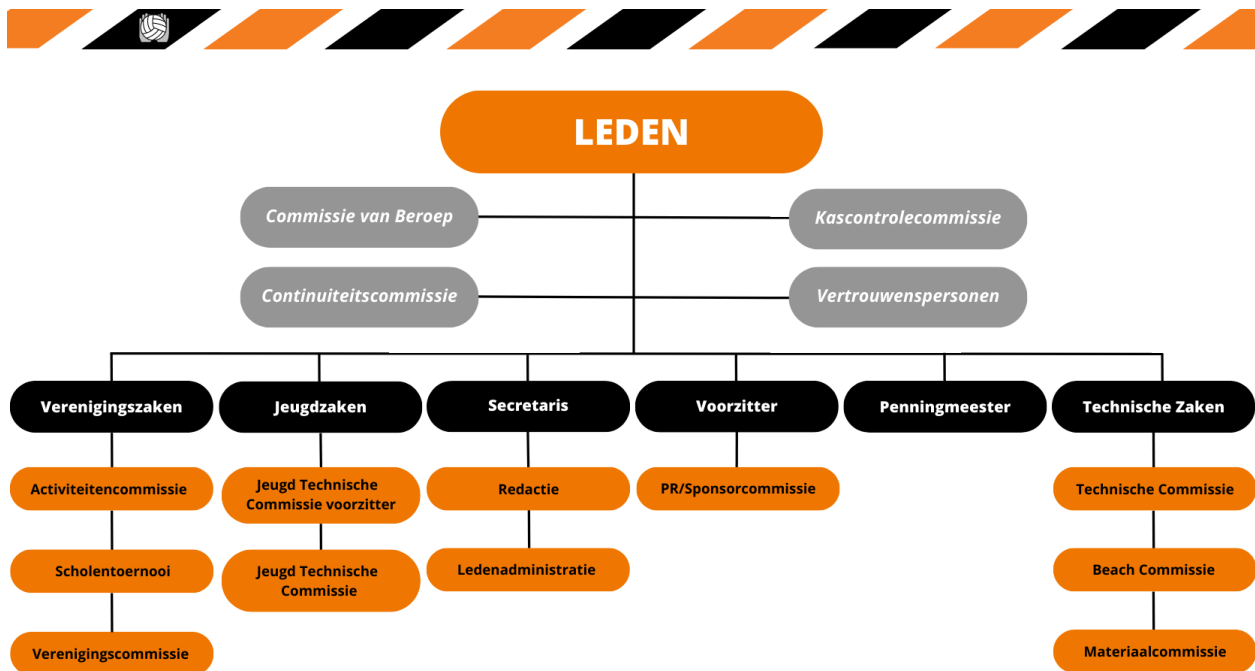 LEDEN
Commissie van Beroep
Kascontrolecommissie
Continuiteitscommissie
Vertrouwenspersonen
Verenigingszaken
Jeugdzaken
Secretaris
Voorzitter
Penningmeester
Technische Zaken
Activiteitencommissie
Jeugd Technische
Commissie voorzitter
Redactie
PR/Sponsorcommissie
Technische Commissie
Scholentoernooi
Jeugd Technische
Commissie
Ledenadministratie
Beach Commissie
Verenigingscommissie
Materiaalcommissie